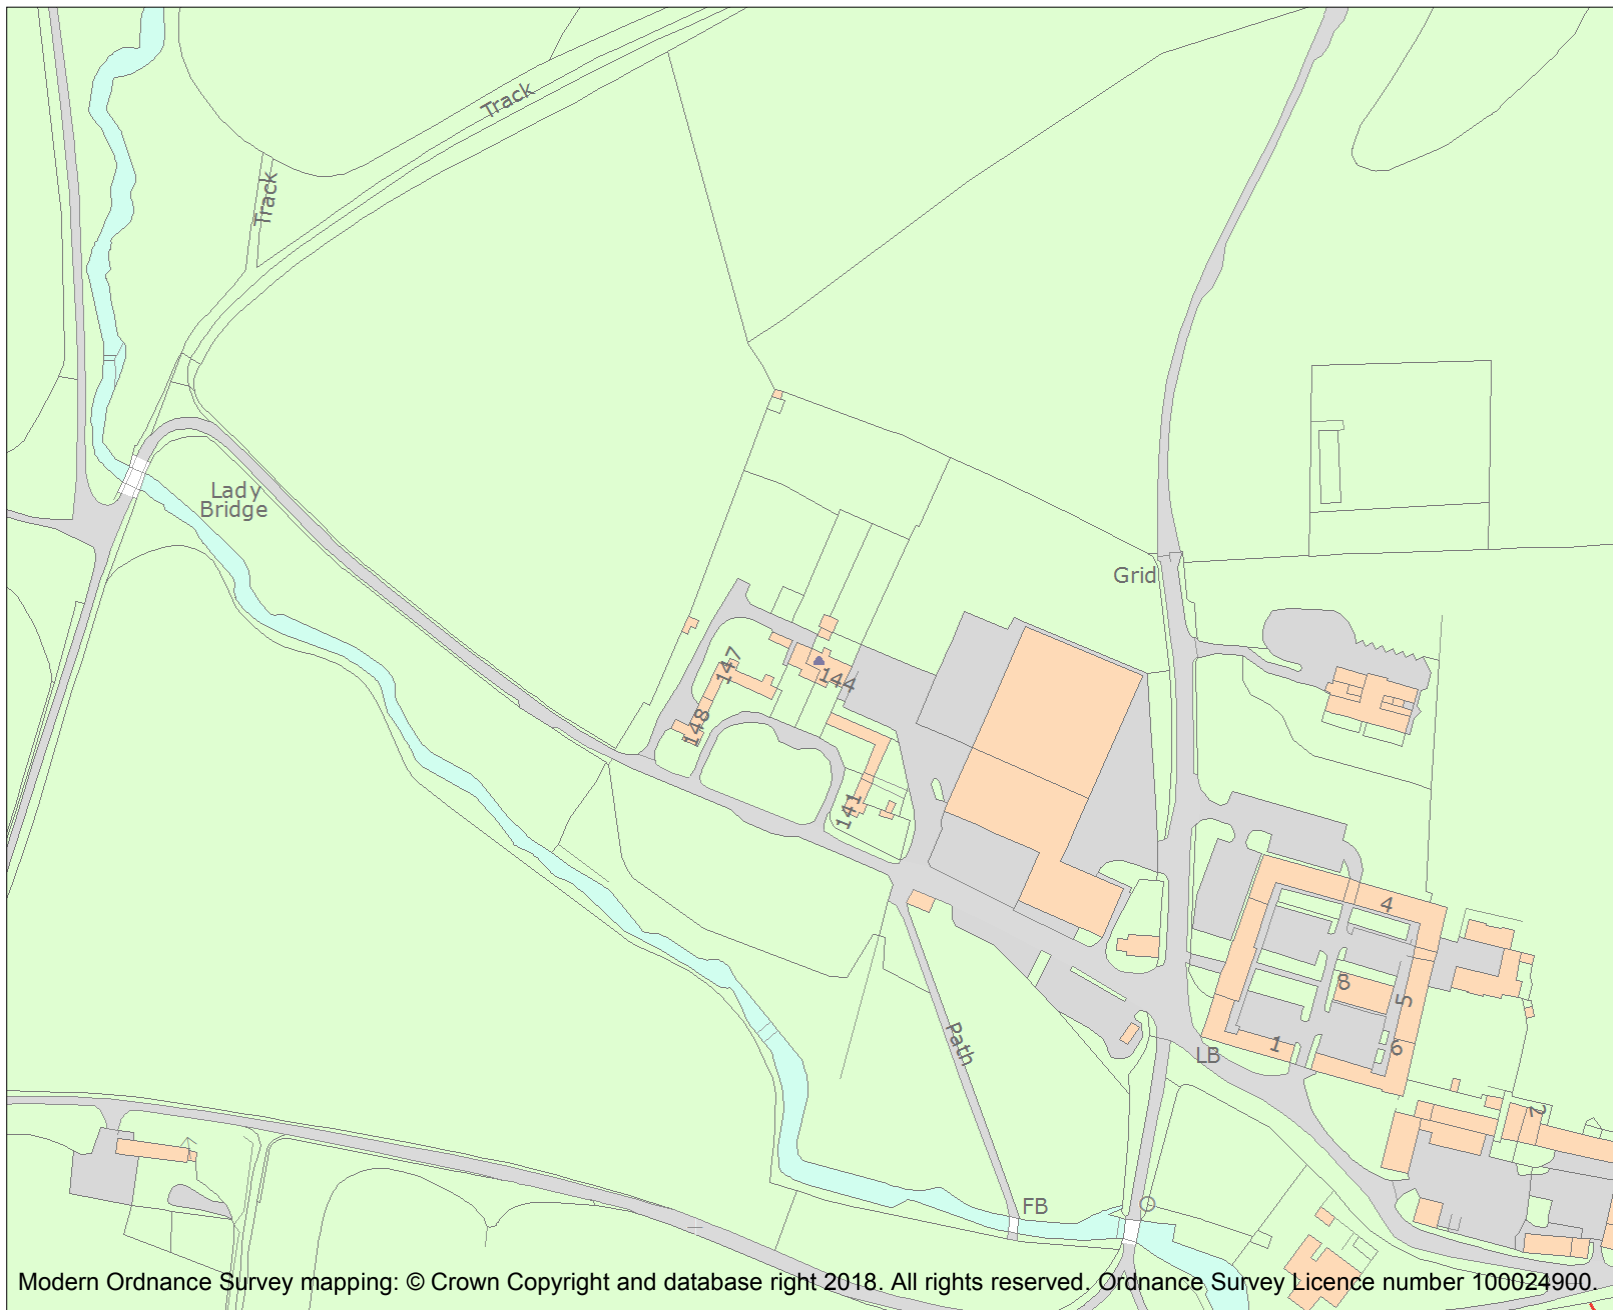 Track
Track
Lady
Bridge
Grid
147
144
148
141
4
8
5
1
6
LB
Path
2
FB
Modern Ordnance Survey mapping: © Crown Copyright and database right 2018. All rights reserved. Ordnance Survey Licence number 100024900.